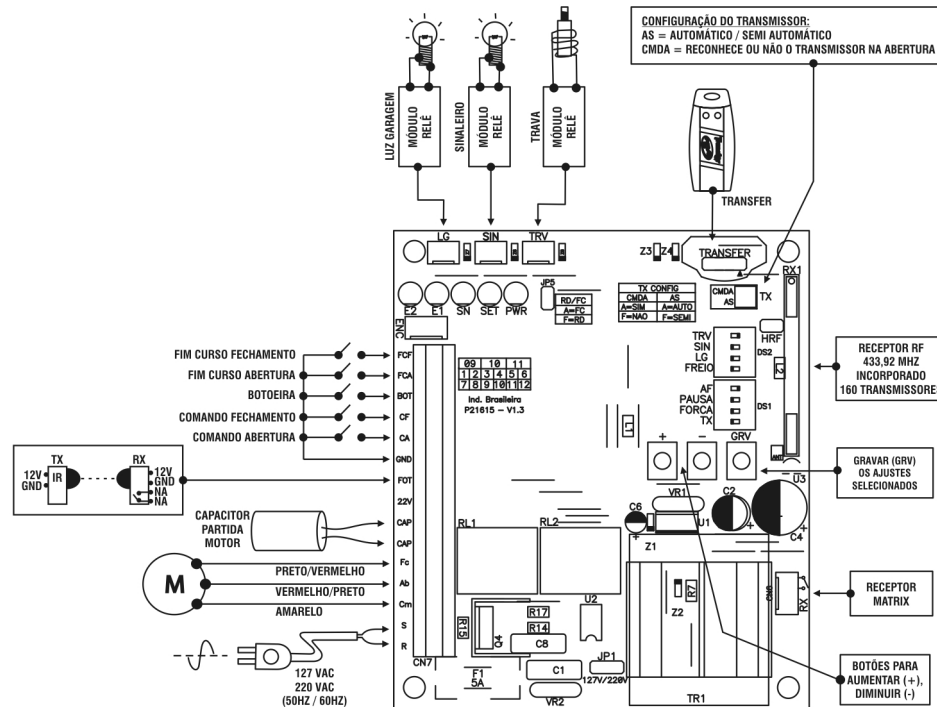 CONFIGURAÇÃO DO TRANSMISSOR:
AS = AUTOMÁTICO / SEMI AUTOMÁTICO
CMDA = RECONHECE OU NÃO O TRANSMISSOR NA ABERTURA
LUZ GARAGEM
MÓDULO
RELÊ
SINALEIRO
MÓDULO
RELÊ
TRAVA
MÓDULO
RELÊ
TRANSFER
LG
SIN
TRV
Z3
Z4
TRANSFER
RX1
E2
E1
SN
SET
PWR
JP5
RD/FC
A=FC
F=RD
TX CONFIG
CMDA AS
A=SIM A=AUTO
F=NAO F=SEMI
CMDA
AS
TX
HRF
ENC
TRV
SIN
LG
FREIO
DS2
L2
AF
PAUSA
FORCA
TX
DS1
RECEPTOR RF
433,92 MHZ
INCORPORADO
160 TRANSMISSORES
FIM CURSO FECHAMENTO
FIM CURSO ABERTURA
BOTOEIRA
COMANDO FECHAMENTO
COMANDO ABERTURA
FCF
FCA
BOT
CF
CA
GND
FOT
22V
CAP
CAP
Fc
Ab
Cm
S
R
09 10 11
1 2 3 4 5 6
7 8 9 10 11 12
Ind. Brasileira
P21615 - V1.3
L1
+
-
GRV
ANT
GRAVAR (GRV)
OS AJUSTES
SELECIONADOS
TX
RX
12V
GND
IR
12V
GND
NA
NA
CAPACITOR
PARTIDA
MOTOR
M
PRETO/VERMELHO
VERMELHO/PRETO
AMARELO
127 VAC
220 VAC
(50HZ / 60HZ)
RL1
RL2
C6
+
VR1
U1
Z1
C2
+
U3
C4
+
Z2
R7
RX
RECEPTOR
MATRIX
U2
R17
R14
R15
Q4
C8
CN7
F1
5A
C1
VR2
JP1
127V/220V
TR1
BOTÕES PARA
AUMENTAR (+),
DIMINUIR (-)